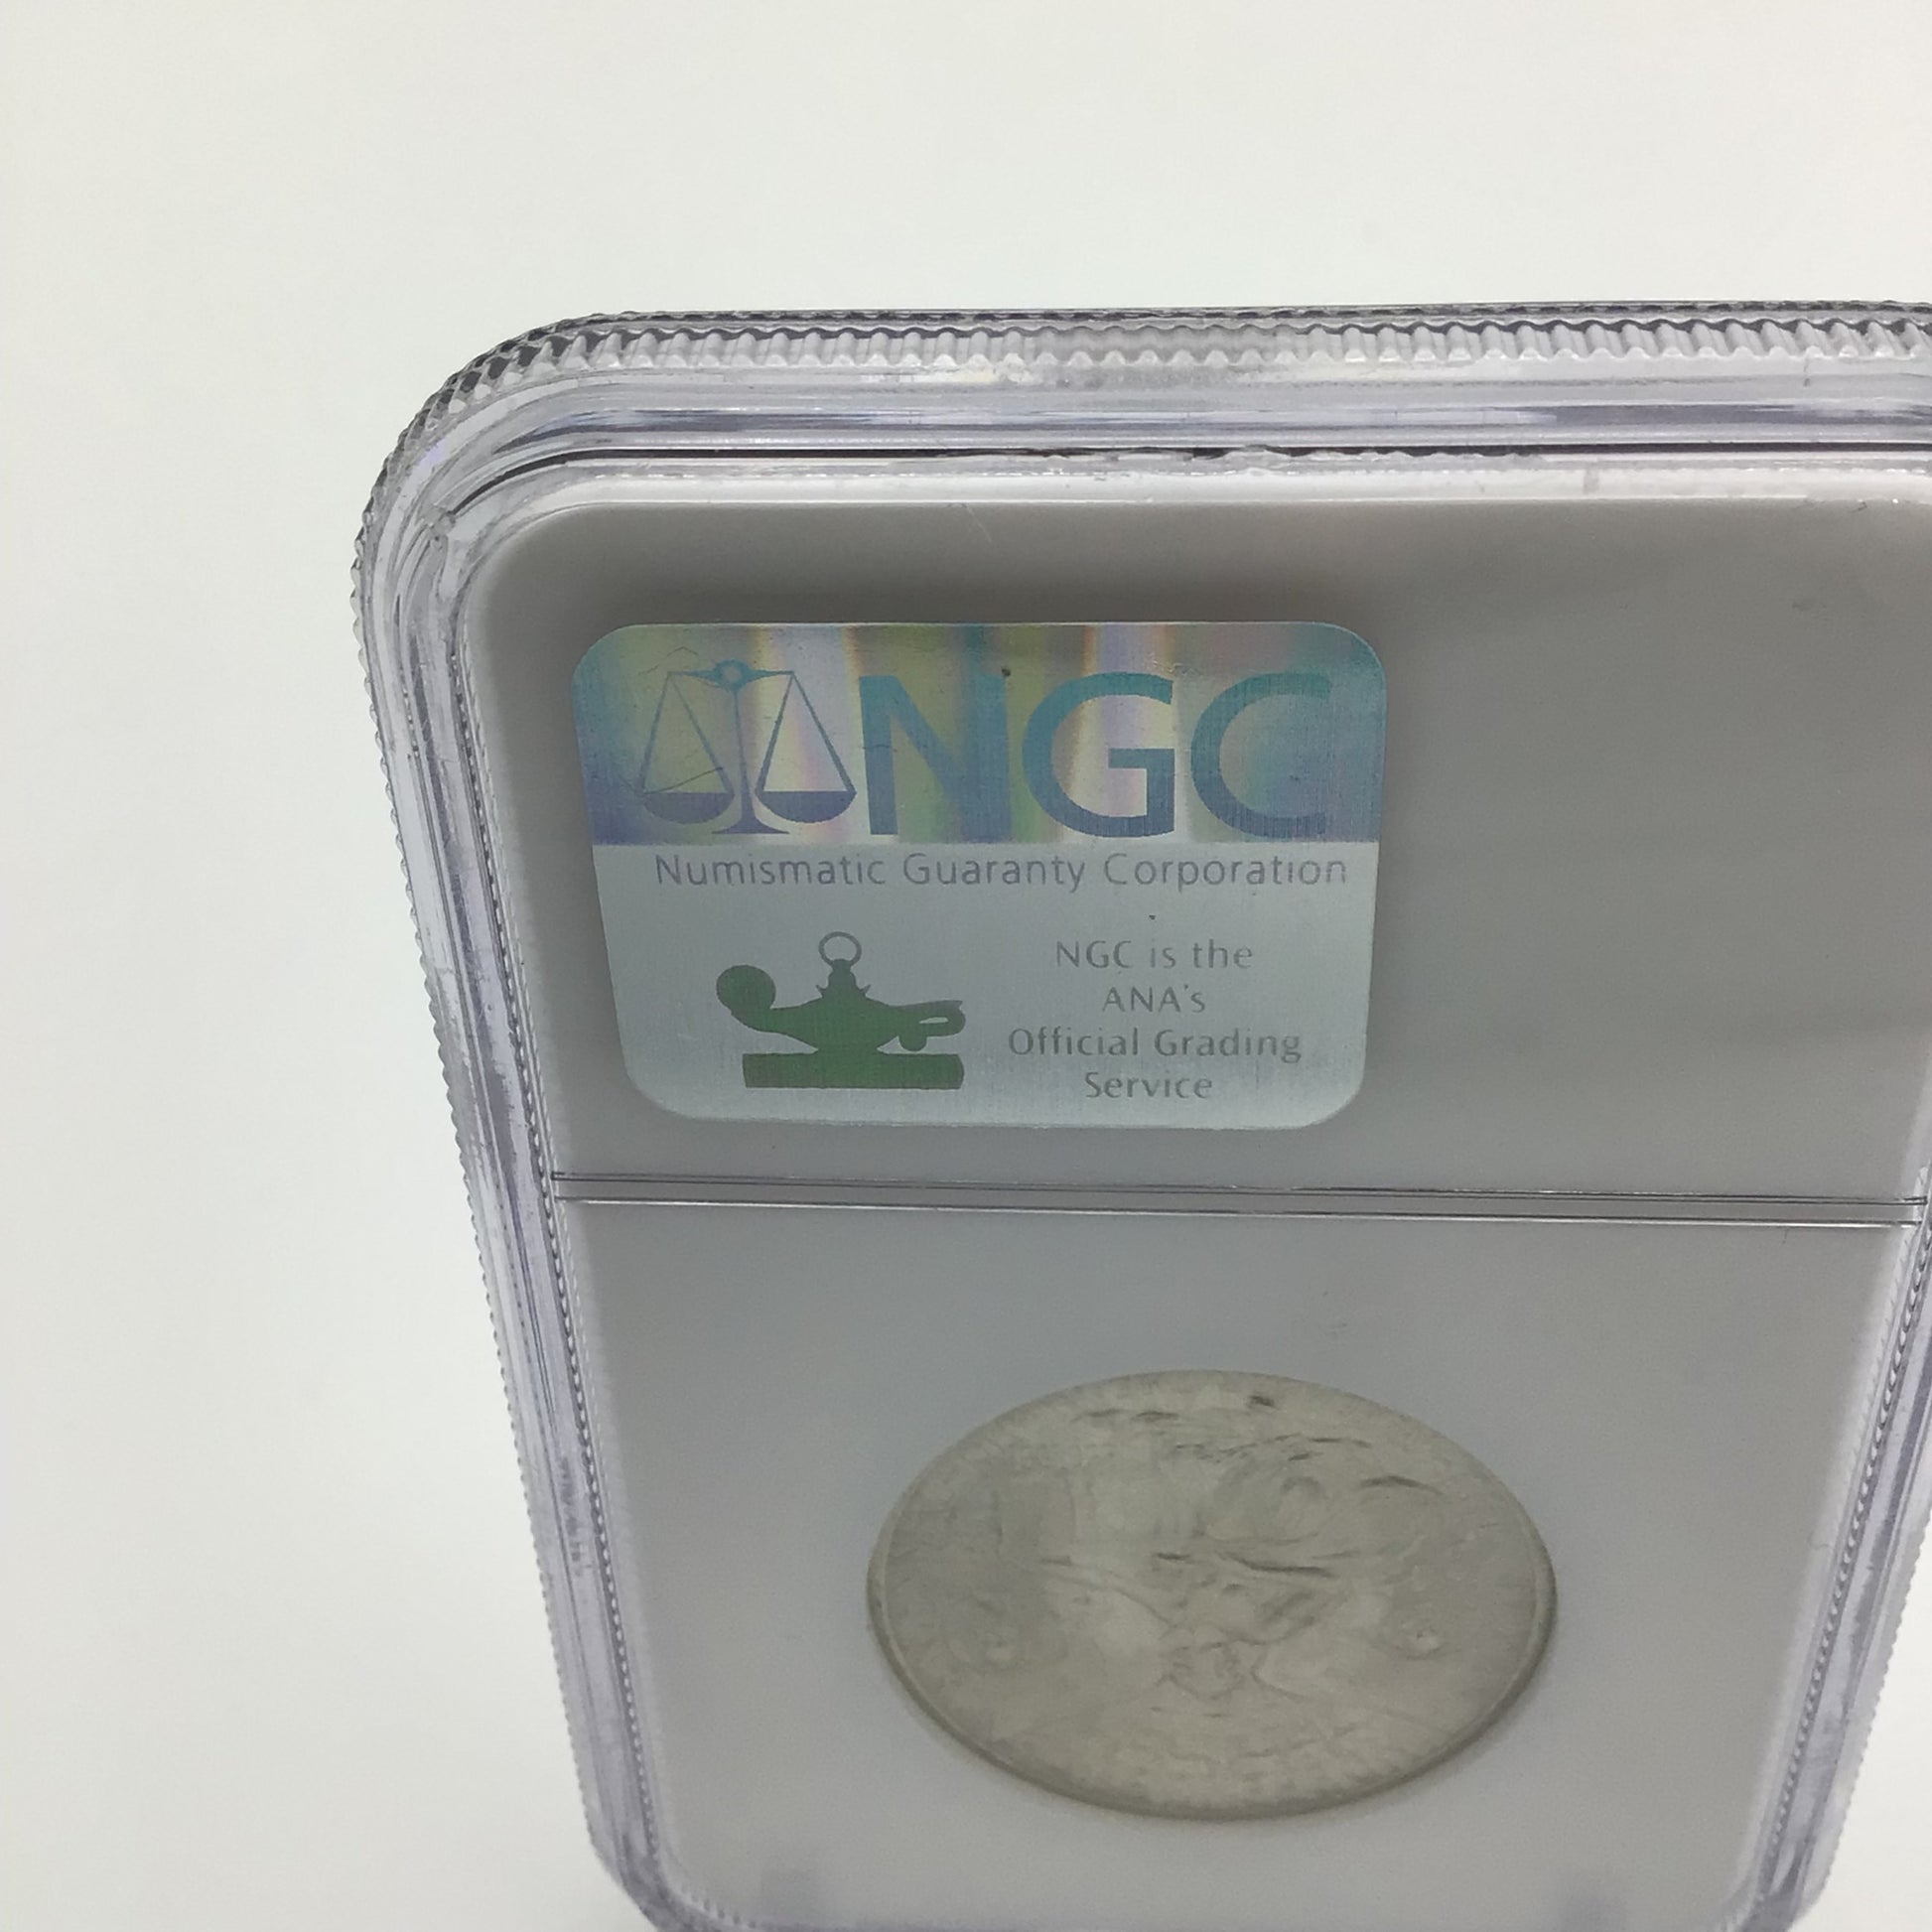 NGC
Numismatic Guaranty Corporation
NGC is the
ANA's
Official Grading
Service